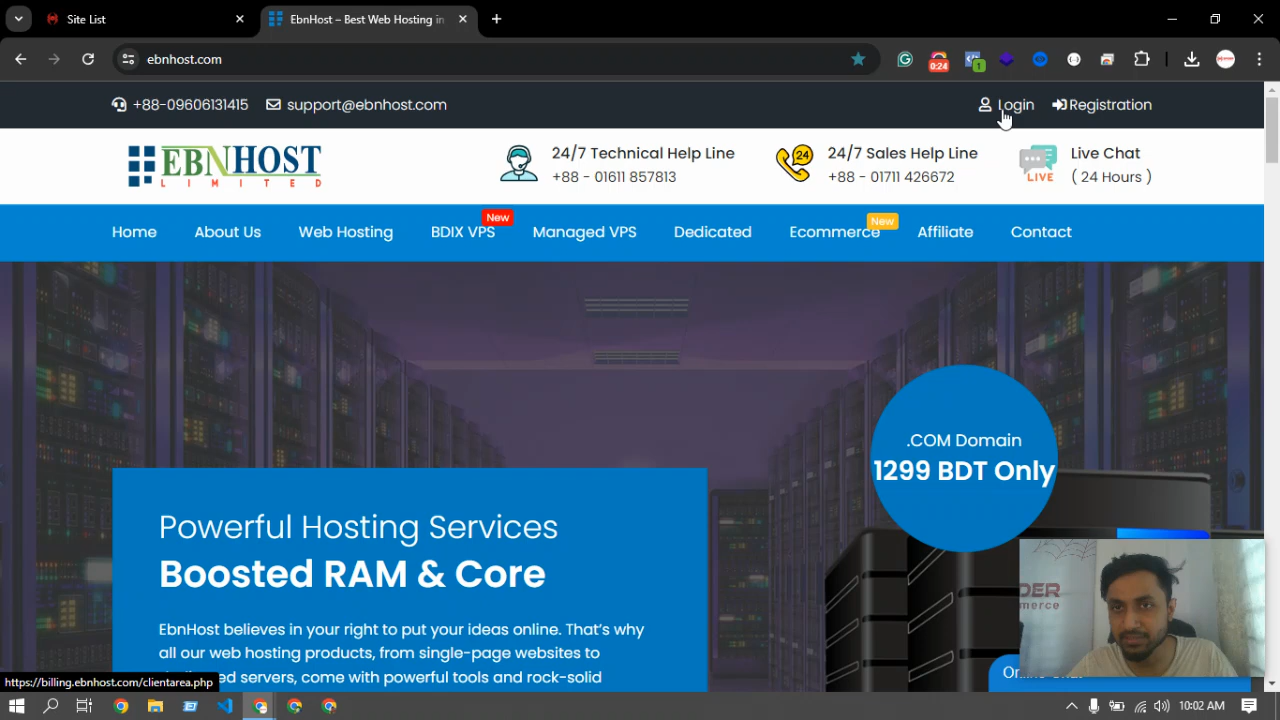 Site List
EbnHost – Best Web Hosting in
ebnhost.com
0:24
1
+88-09606131415
support@ebnhost.com
Login
Registration
EBNHOST
LIMITED
24/7 Technical Help Line
+88 - 01611 857813
24
24/7 Sales Help Line
+88 - 01711 426672
LIVE
Live Chat
( 24 Hours )
Home
About Us
Web Hosting
BDIX VPS
New
Managed VPS
Dedicated
Ecommerce
New
Affiliate
Contact
.COM Domain
1299 BDT Only
Powerful Hosting Services
Boosted RAM & Core
EbnHost believes in your right to put your ideas online. That's why
all our web hosting products, from single-page websites to
ed servers, come with powerful tools and rock-solid
https://billing.ebnhost.com/clientarea.php
10:02 AM